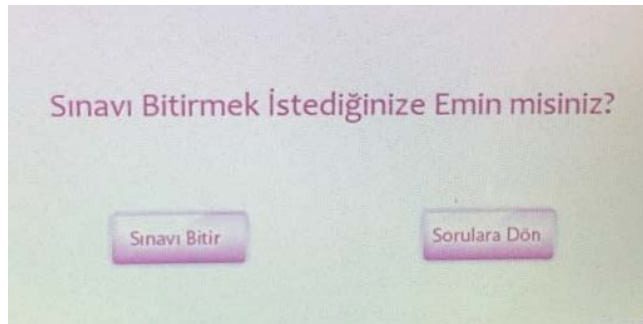 Sınavı Bitirmek İstediğinize Emin misiniz?
Sınavı Bitir
Sorulara Dön